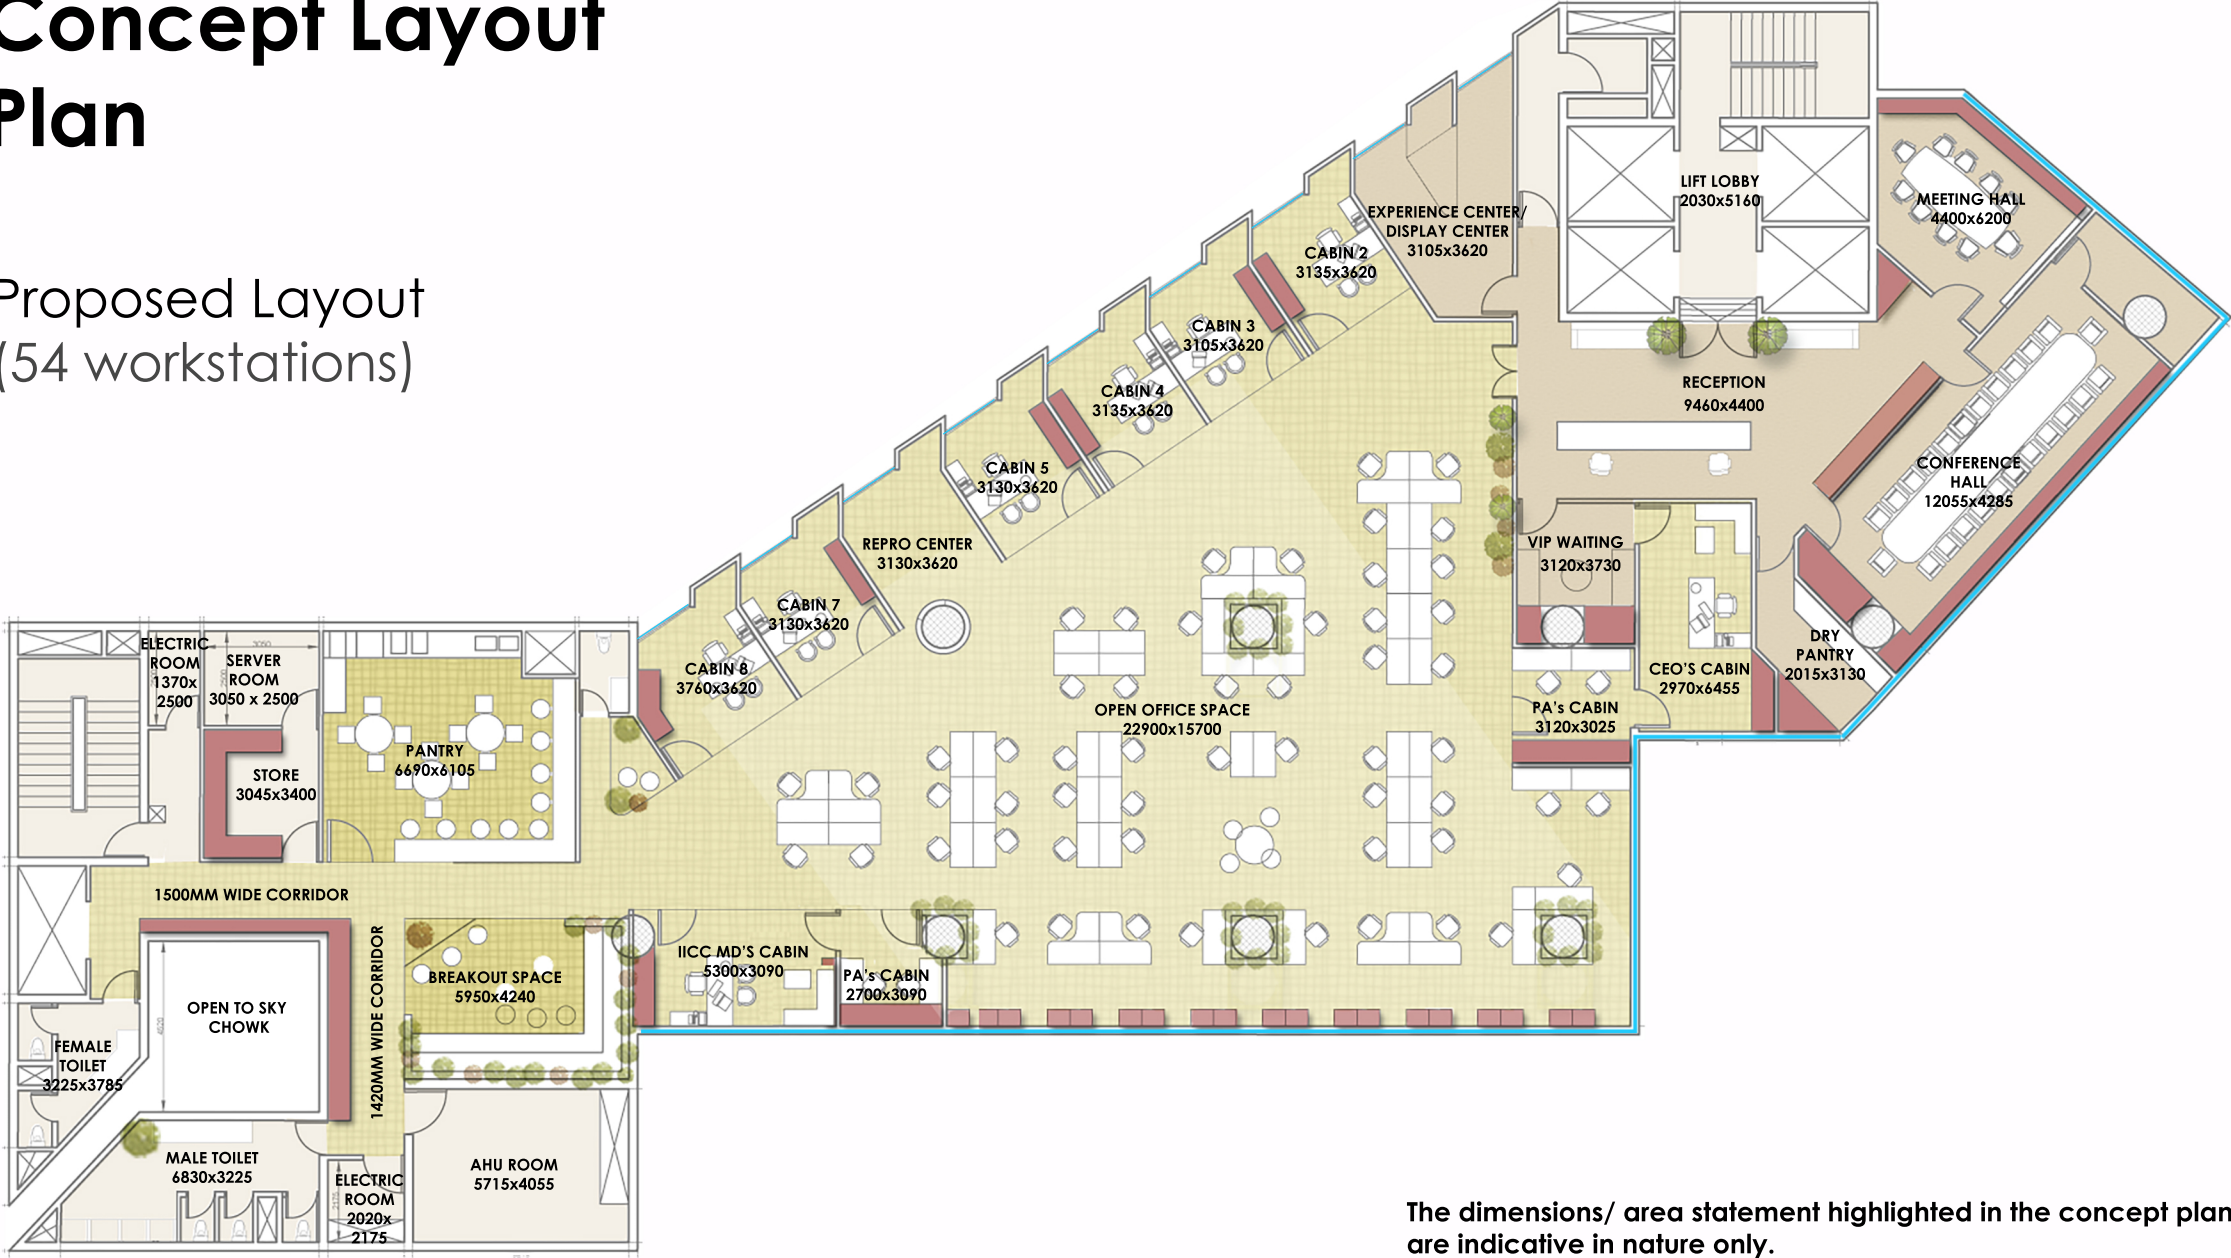 Concept Layout
Plan
Proposed Layout
(54 workstations)
LIFT LOBBY
2030x5160
MEETING HALL
4400x6200
EXPERIENCE CENTER/
DISPLAY CENTER
3105x3620
CABIN 2
3135x3620
CABIN 3
3105x3620
CABIN 4
3135x3620
RECEPTION
9460x4400
CABIN 5
3130x3620
CONFERENCE
HALL
12055x4285
REPRO CENTER
3130x3620
VIP WAITING
3120x3730
CABIN 7
3130x3620
CABIN 8
3760x3620
ELECTRIC
ROOM
1370x
2500
3050
SERVER
ROOM
3050 x 2500
DRY
PANTRY
2015x3130
CEO'S CABIN
2970x6455
PA's CABIN
3120x3025
OPEN OFFICE SPACE
22900x15700
PANTRY
6690x6105
STORE
3045x3400
1500MM WIDE CORRIDOR
1420MM WIDE CORRIDOR
BREAKOUT SPACE
5950x4240
IICC MD'S CABIN
5300x3090
PA's CABIN
2700x3090
OPEN TO SKY
CHOWK
FEMALE
TOILET
3225x3785
MALE TOILET
6830x3225
ELECTRIC
ROOM
2020x
2175
AHU ROOM
5715x4055
The dimensions/ area statement highlighted in the concept plan
are indicative in nature only.